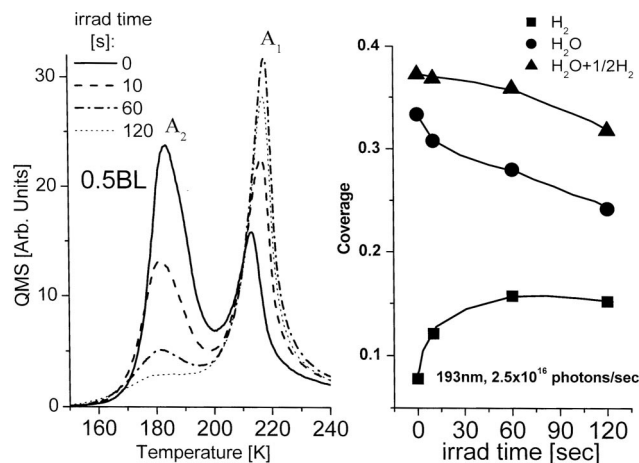 irrad time
[s]:
0
10
60
120
A₁
A₂
0.5BL
QMS [Arb. Units]
30
20
10
0
160 180 200 220 240
Temperature [K]
H₂
H₂O
H₂O+1/2H₂
Coverage
0.4
0.3
0.2
0.1
193nm, 2.5x10¹⁶ photons/sec
0 30 60 90 120
irrad time [sec]